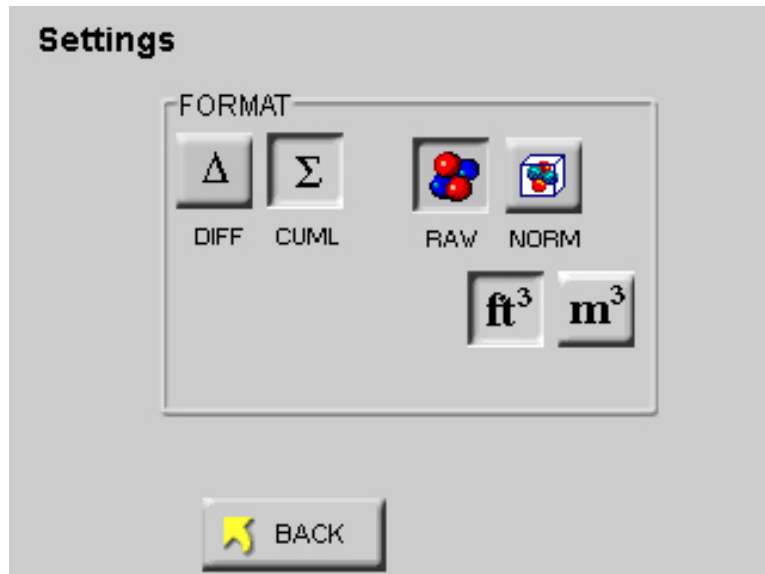 Settings
FORMAT
Δ Σ
DIFF CUML RAW NORM
ft³ m³
BACK